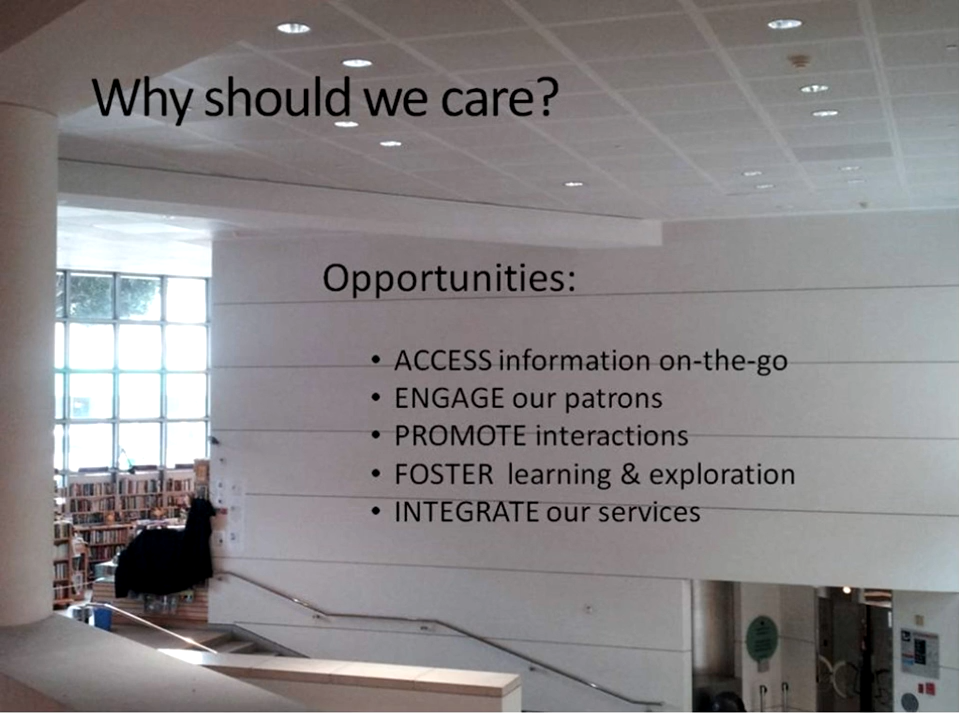 Why should we care?
Opportunities:
• ACCESS information on-the-go
• ENGAGE our patrons
• PROMOTE interactions
• FOSTER learning & exploration
• INTEGRATE our services